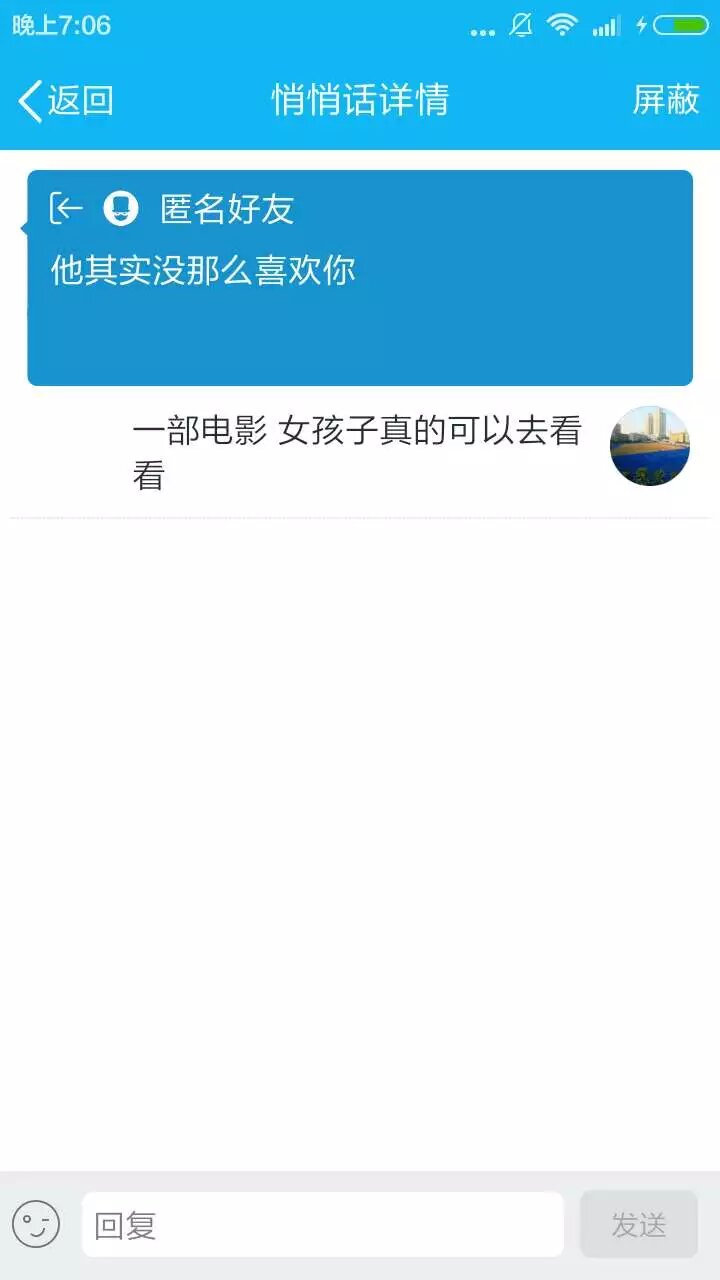 晚上7:06
返回
悄悄话详情
屏蔽
匿名好友
他其实没那么喜欢你
一部电影 女孩子真的可以去看
看
回复
发送